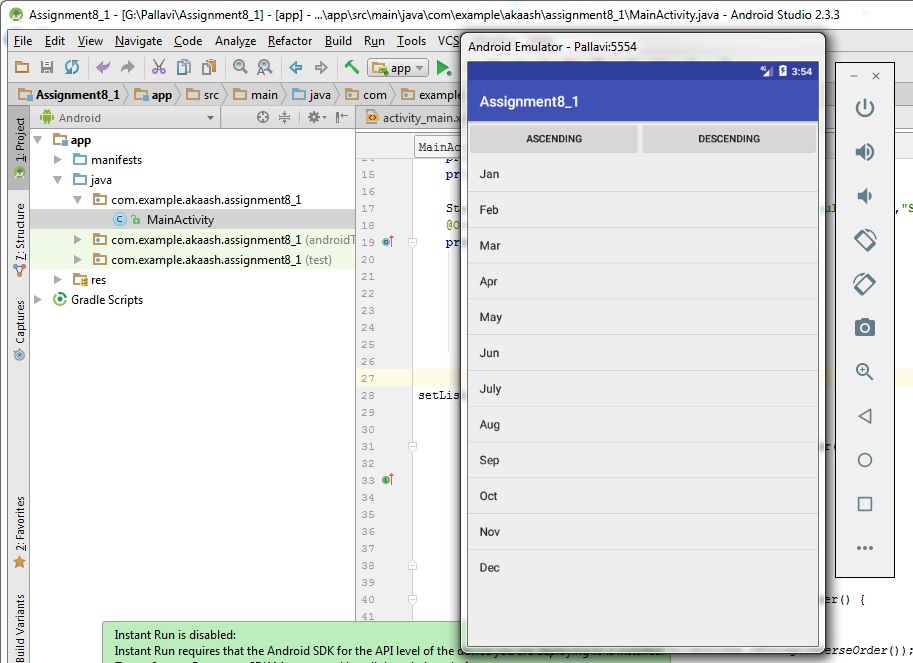 Assignment8_1 - [G:\Pallavi\Assignment8_1] - [app] - ...\app\src\main\java\com\example\akaash\assignment8_1\MainActivity.java - Android Studio 2.3.3
File Edit View Navigate Code Analyze Refactor Build Run Tools VCS
app
Assignment8_1 app src main java com example
Android
activity_main.x
1: Project
7: Structure
Captures
2: Favorites
Build Variants
app
manifests
java
com.example.akaash.assignment8_1
MainActivity
com.example.akaash.assignment8_1 (androidT
com.example.akaash.assignment8_1 (test)
res
Gradle Scripts
MainAc
14
15 pr
16 pr
17 St
18 @O
19 pr
20
21
22
23
24
25
26
27
28 setLis
29
30
31
32
33
34
35
36
37
38
39
40
41
Android Emulator - Pallavi:5554
3:54
Assignment8_1
ASCENDING DESCENDING
Jan
Feb
Mar
Apr
May
Jun
July
Aug
Sep
Oct
Nov
Dec
ul ,"S
er() {
erseOrder());
Instant Run is disabled:
Instant Run requires that the Android SDK for the API level of the